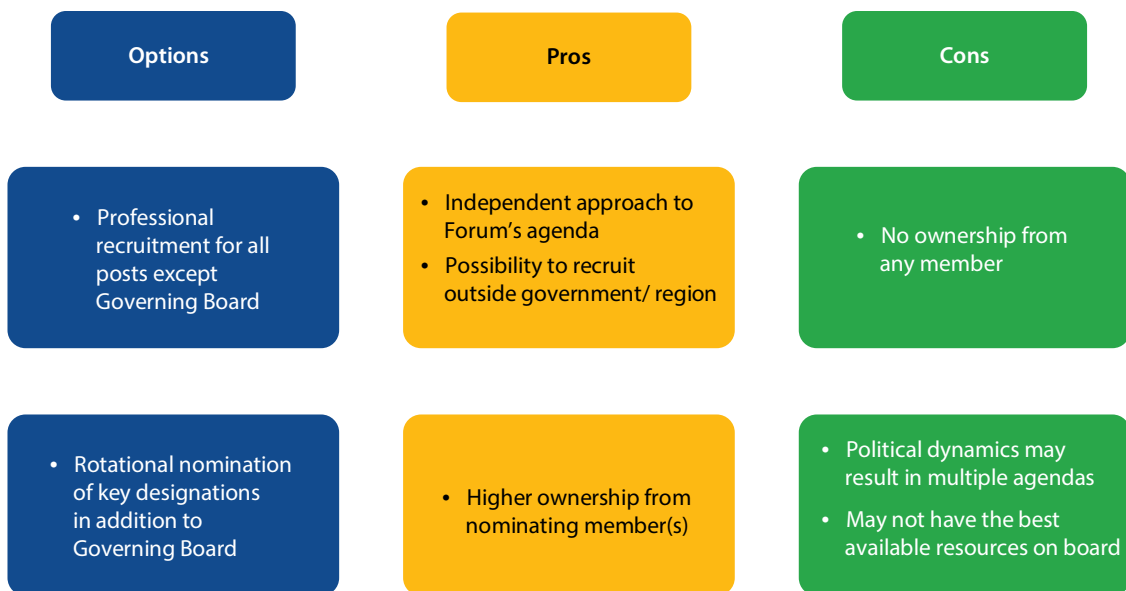 Options
Pros
Cons
• Professional
recruitment for all
posts except
Governing Board
• Independent approach to
Forum's agenda
• Possibility to recruit
outside government/ region
• No ownership from
any member
• Rotational nomination
of key designations
in addition to
Governing Board
• Higher ownership from
nominating member(s)
• Political dynamics may
result in multiple agendas
• May not have the best
available resources on board